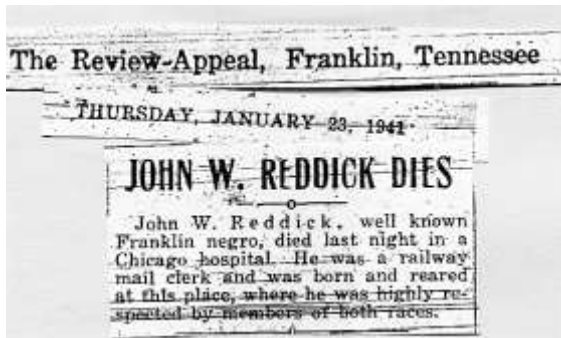 The Review-Appeal, Franklin, Tennessee
THURSDAY, JANUARY 23, 1941
JOHN W. REDDICK DIES
John W. Reddick, well known
Franklin negro, died last night in a
Chicago hospital. He was a railway
mail clerk and was born and reared
at this place, where he was highly re-
spected by members of both races.